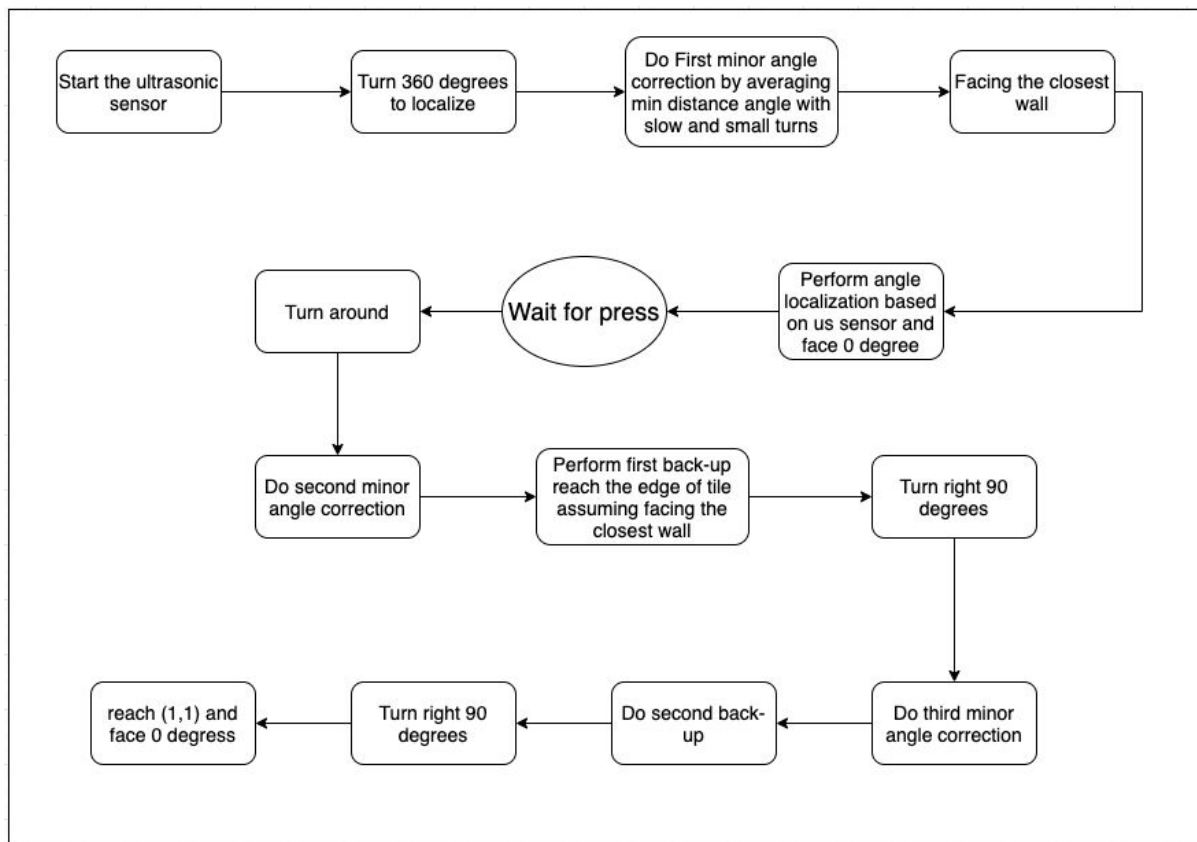 Start the ultrasonic
sensor
Turn 360 degrees
to localize
Do First minor angle
correction by averaging
min distance angle with
slow and small turns
Facing the closest
wall
Perform angle
localization based
on us sensor and
face 0 degree
Wait for press
Turn around
Do second minor
angle correction
Perform first back-up
reach the edge of tile
assuming facing the
closest wall
Turn right 90
degrees
Do third minor
angle correction
Do second back-
up
Turn right 90
degrees
reach (1,1) and
face 0 degress